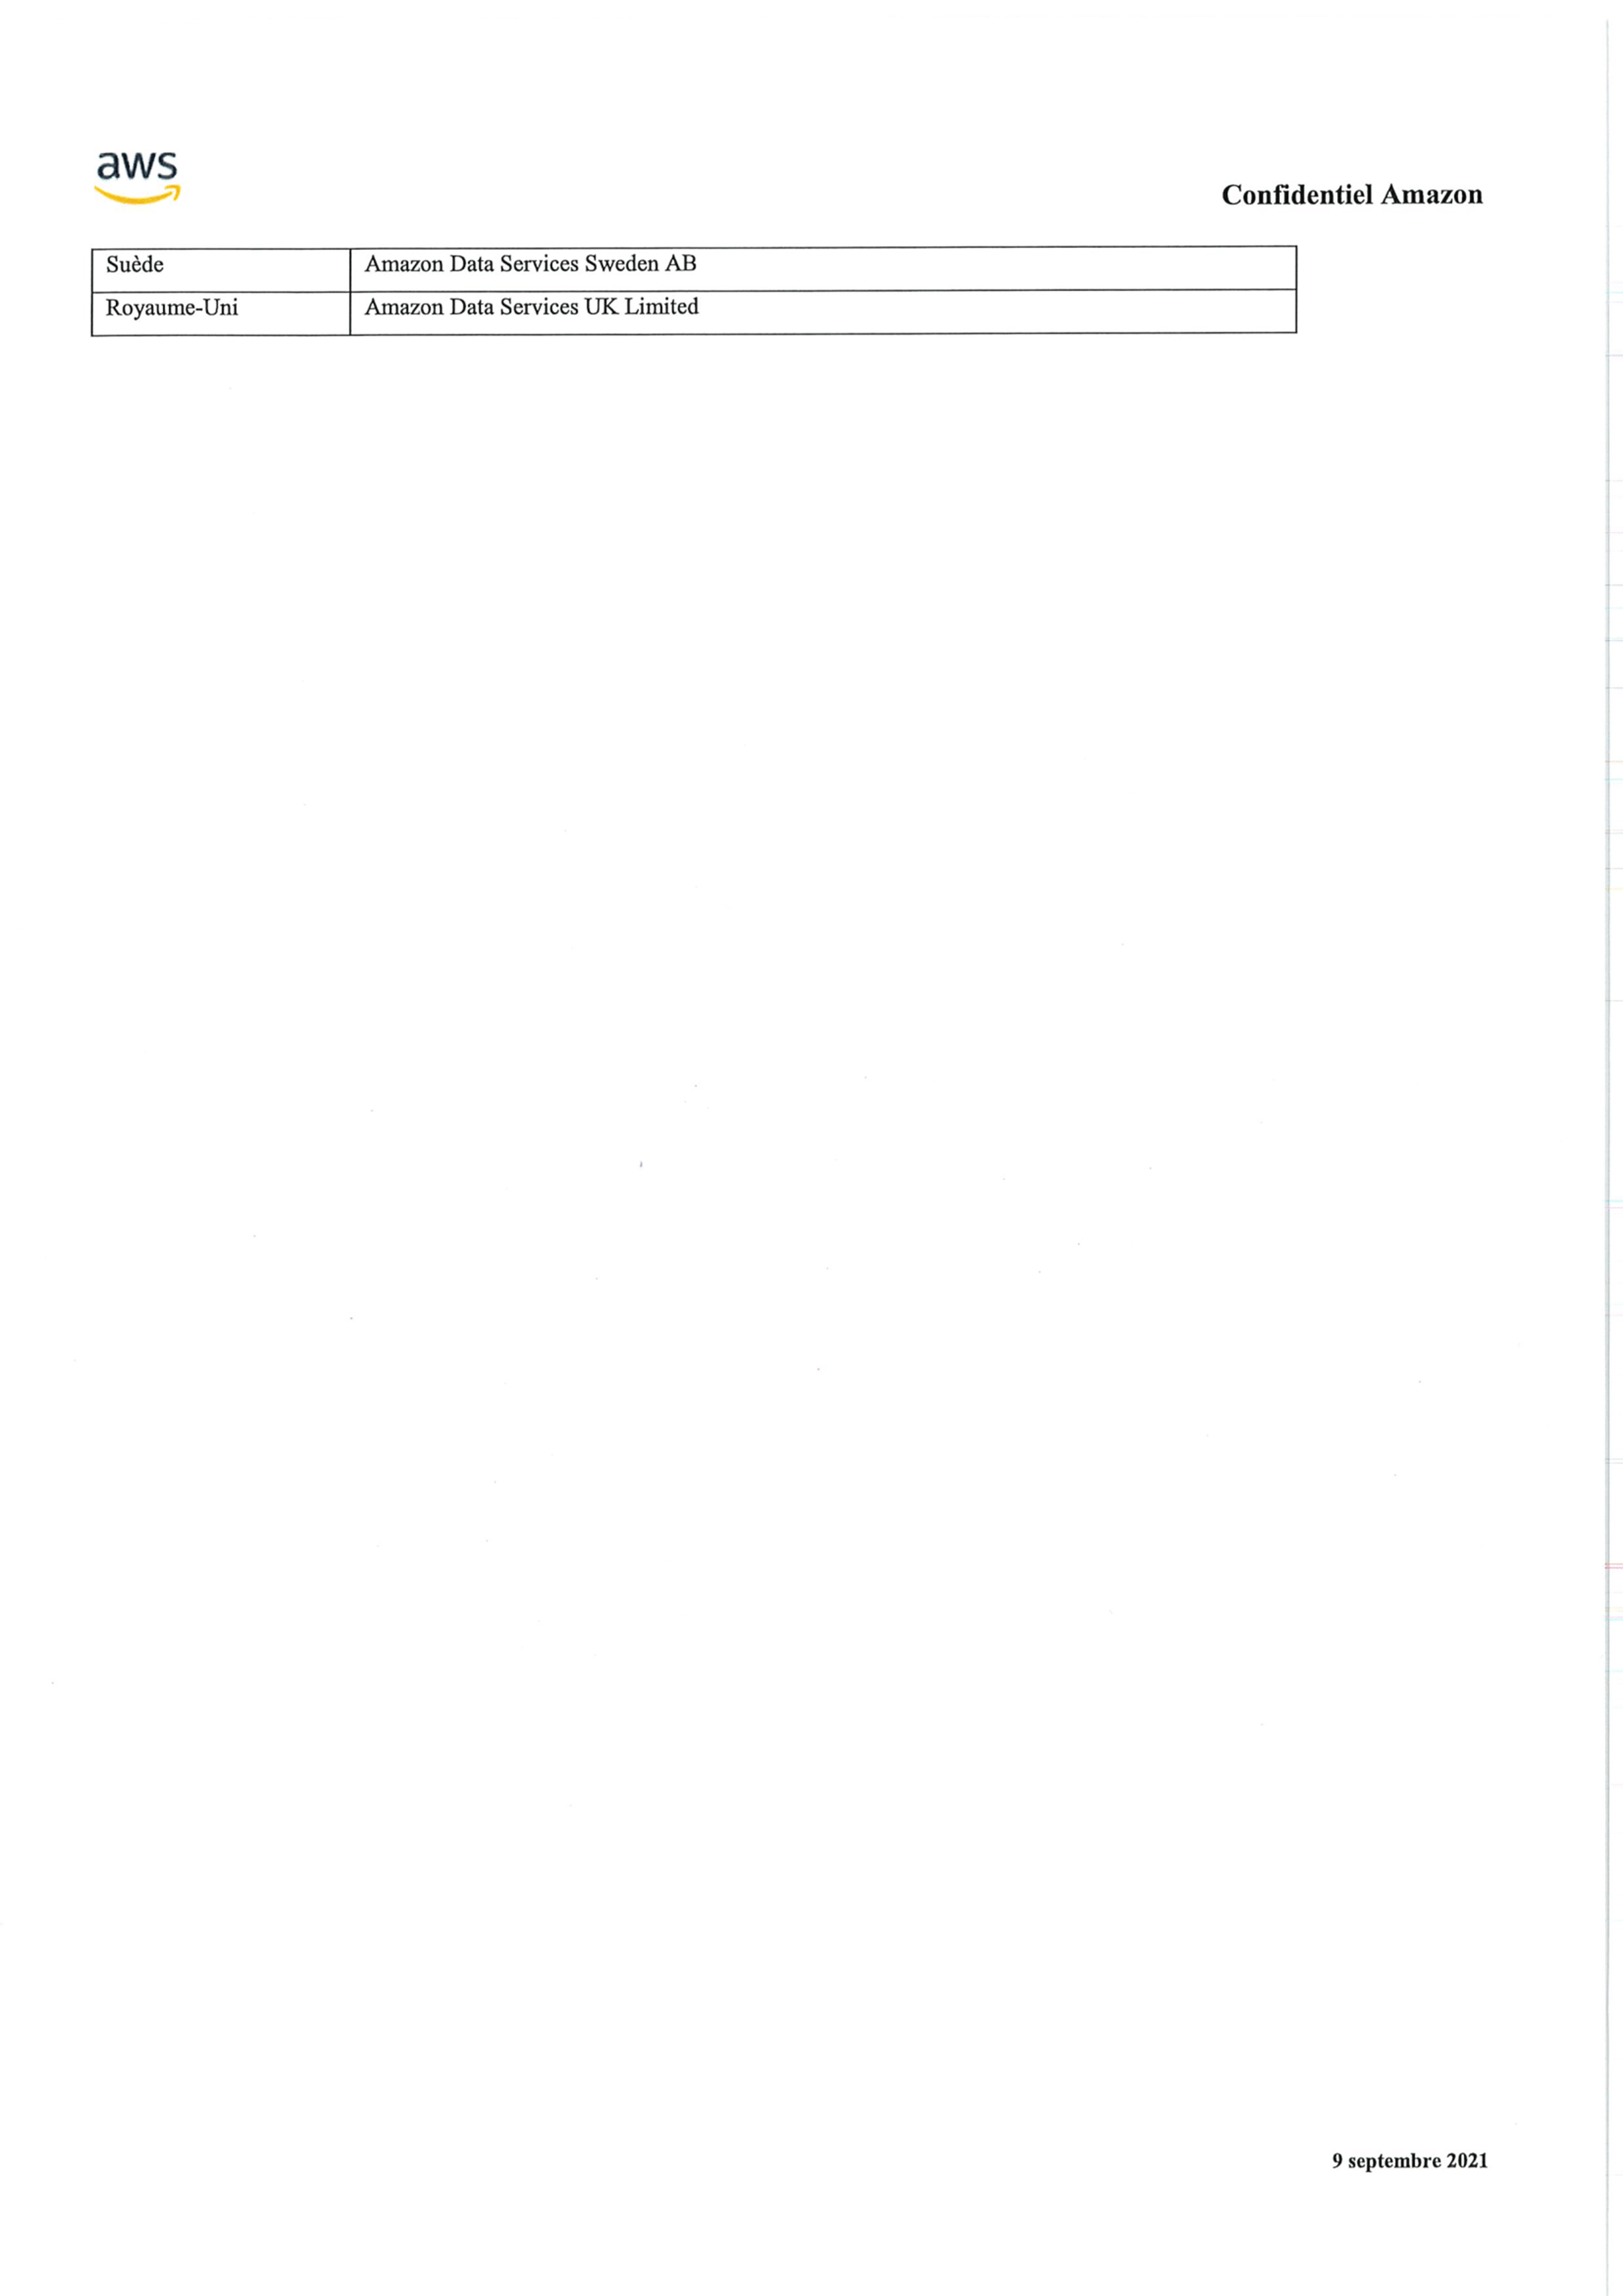 aws
Confidentiel Amazon
Suède Amazon Data Services Sweden AB
Royaume-Uni Amazon Data Services UK Limited
9 septembre 2021